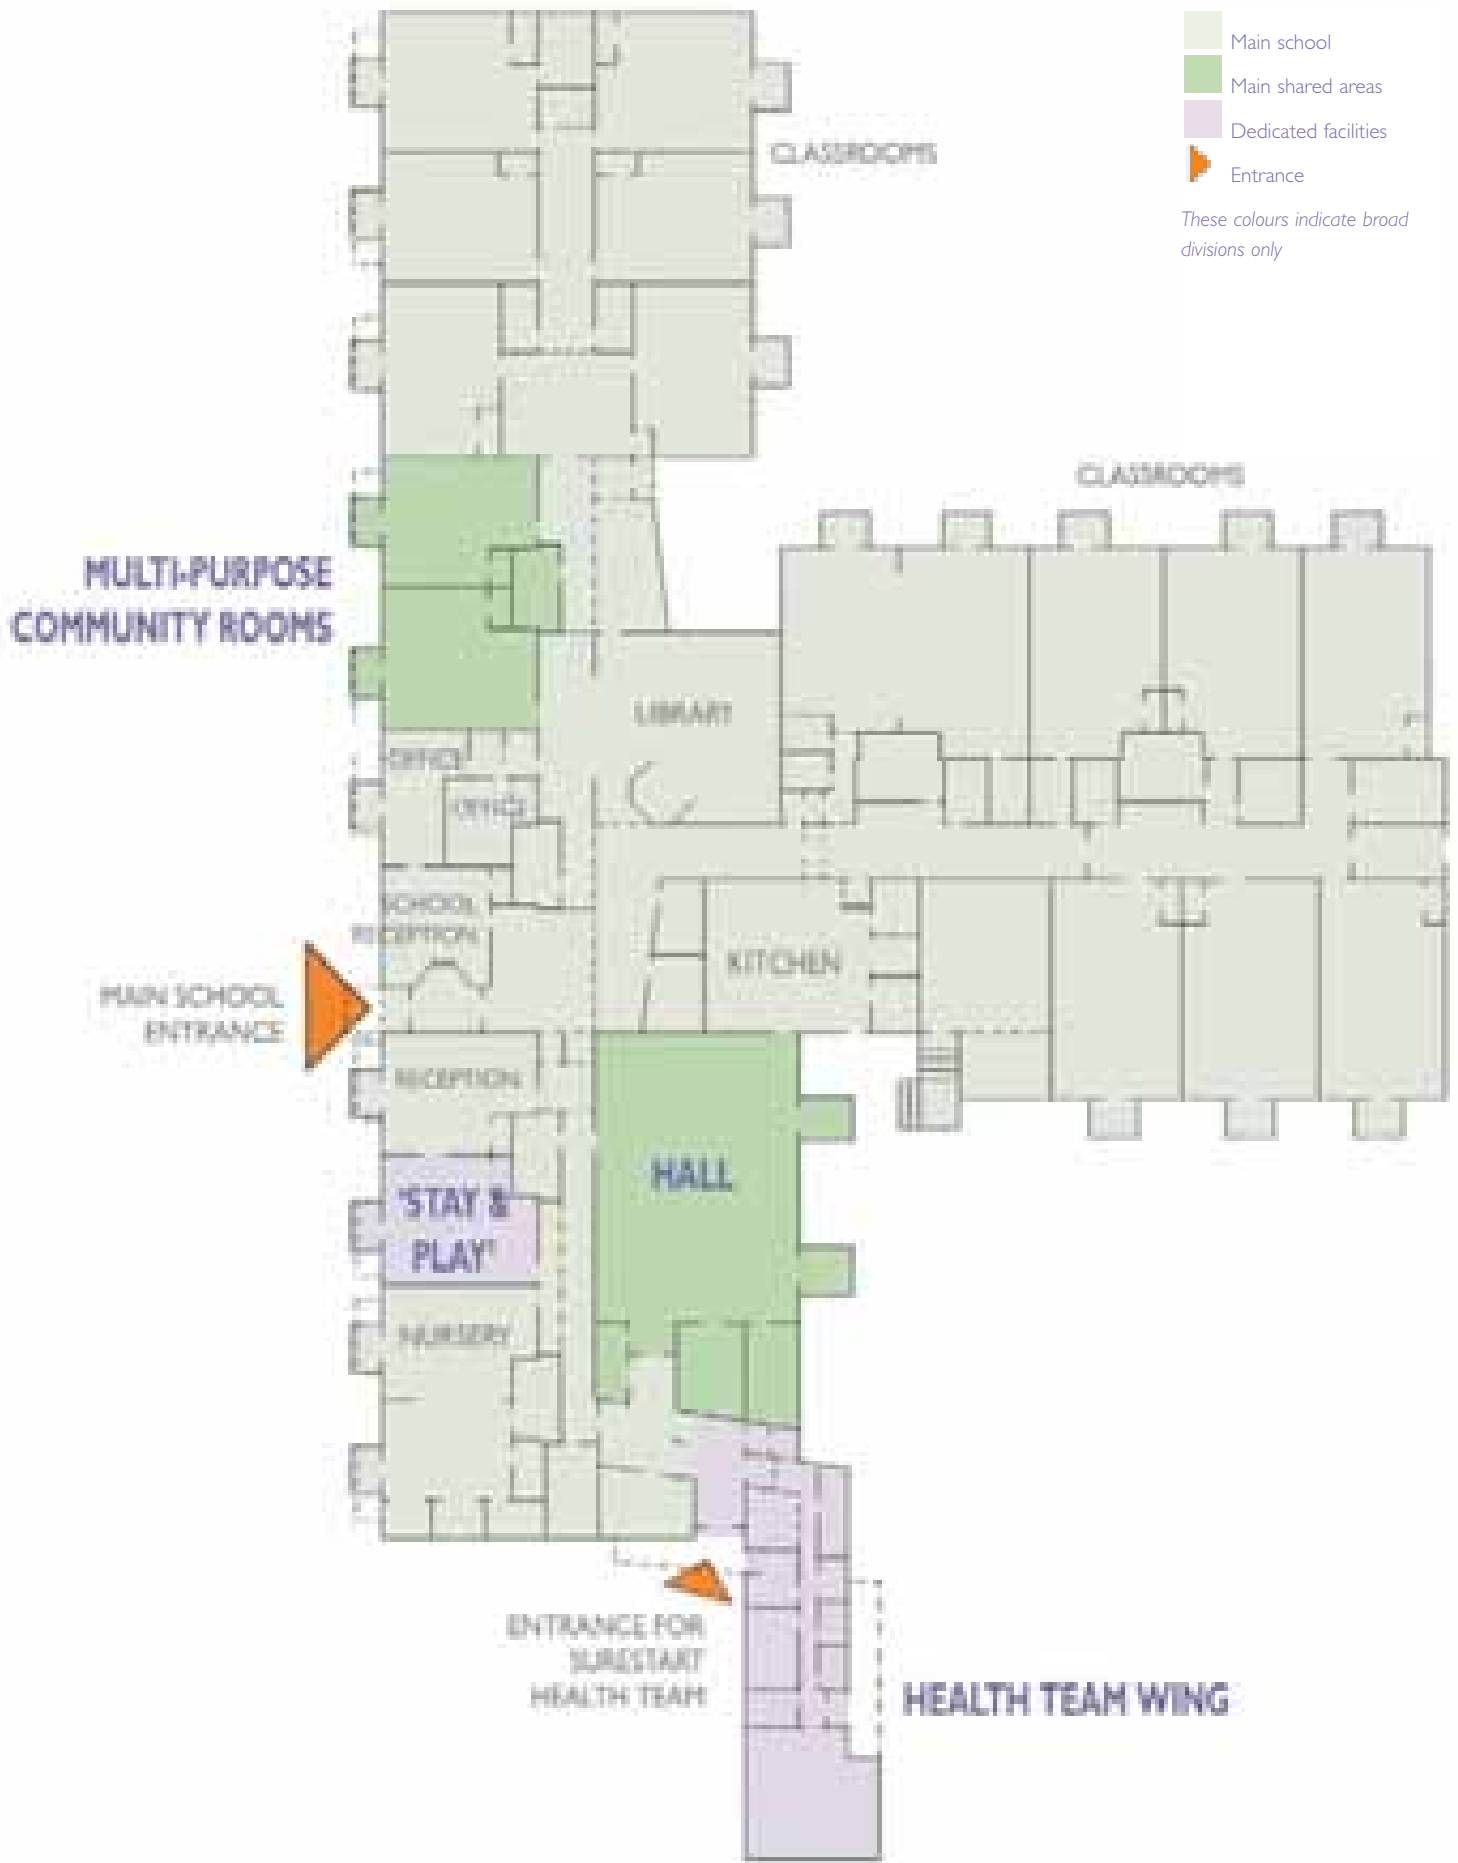 Main school
Main shared areas
Dedicated facilities
Entrance
These colours indicate broad
divisions only
CLASSROOMS
CLASSROOMS
MULTI-PURPOSE
COMMUNITY ROOMS
LIBRARY
OFFICE
OFFICE
SCHOOL
RECEPTION
KITCHEN
MAIN SCHOOL
ENTRANCE
RECEPTION
HALL
'STAY &
PLAY'
NURSERY
ENTRANCE FOR
SURESTART
HEALTH TEAM
HEALTH TEAM WING